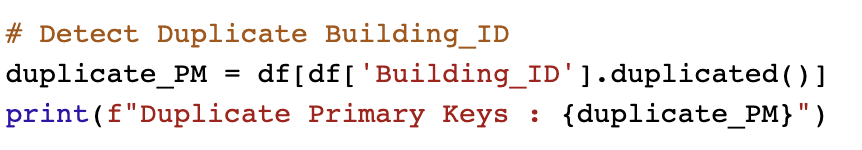 # Detect Duplicate Building_ID
duplicate_PM = df[df['Building_ID'].duplicated()]
print(f"Duplicate Primary Keys : {duplicate_PM}")